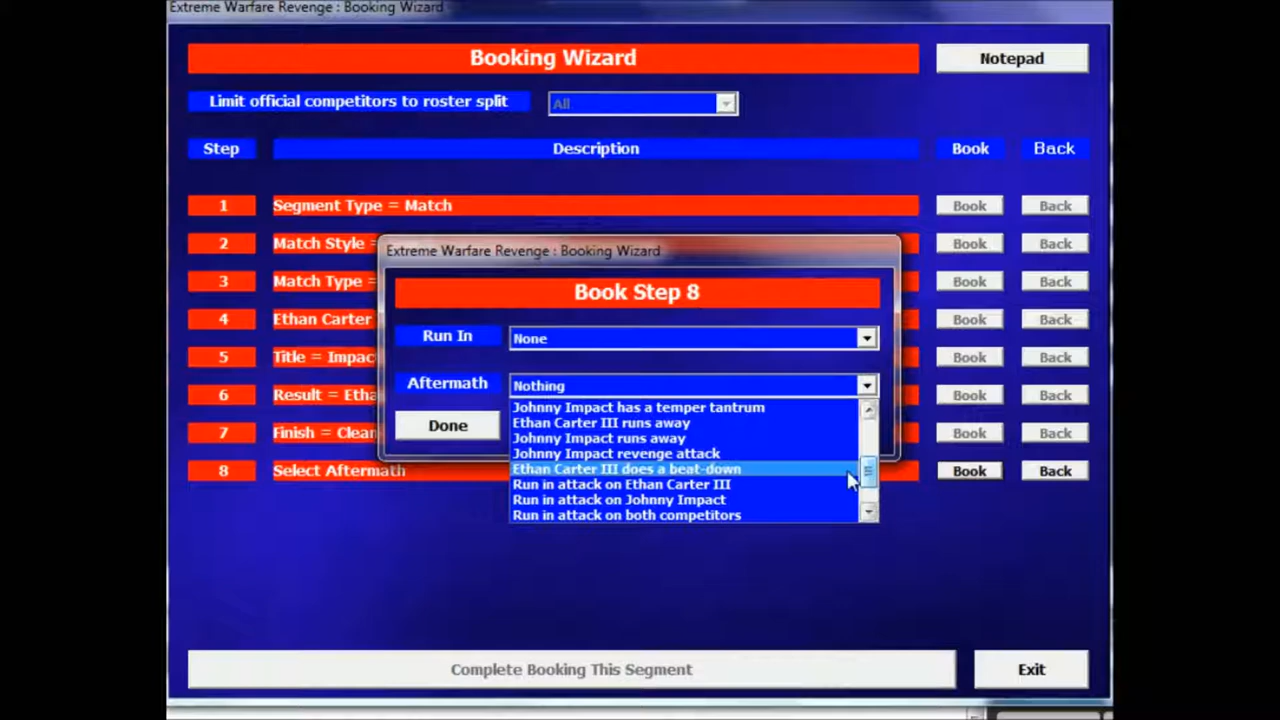 Extreme Warfare Revenge : Booking Wizard
Booking Wizard
Notepad
Limit official competitors to roster split
All
Step
Description
Book
Back
1
Segment Type = Match
Book
Back
2
Match Style =
Book
Back
3
Match Type =
Book
Back
4
Ethan Carter
Book
Back
5
Title = Impac
Book
Back
6
Result = Etha
Book
Back
7
Finish = Clean
Book
Back
8
Select Aftermath
Book
Back
Extreme Warfare Revenge : Booking Wizard
Book Step 8
Run In
None
Aftermath
Nothing
Done
Johnny Impact has a temper tantrum
Ethan Carter III runs away
Johnny Impact runs away
Johnny Impact revenge attack
Ethan Carter III does a beat-down
Run in attack on Ethan Carter III
Run in attack on Johnny Impact
Run in attack on both competitors
Complete Booking This Segment
Exit